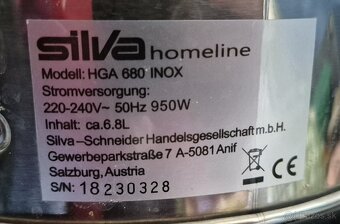 silva homeline
Modell: HGA 680 INOX
Stromversorgung:
220-240V~ 50Hz 950W
Inhalt: ca.6.8L
Silva-Schneider Handelsgesellschaft m.b.H.
Gewerbeparkstraße 7 A-5081 Anif
Salzburg, Austria
S/N: 18230328
CE